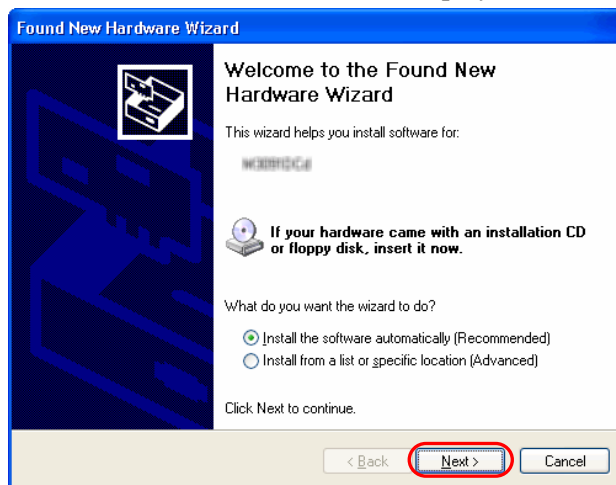 Found New Hardware Wizard
Welcome to the Found New
Hardware Wizard
This wizard helps you install software for:
If your hardware came with an installation CD
or floppy disk, insert it now.
What do you want the wizard to do?
Install the software automatically (Recommended)
Install from a list or specific location (Advanced)
Click Next to continue.
< Back Next > Cancel